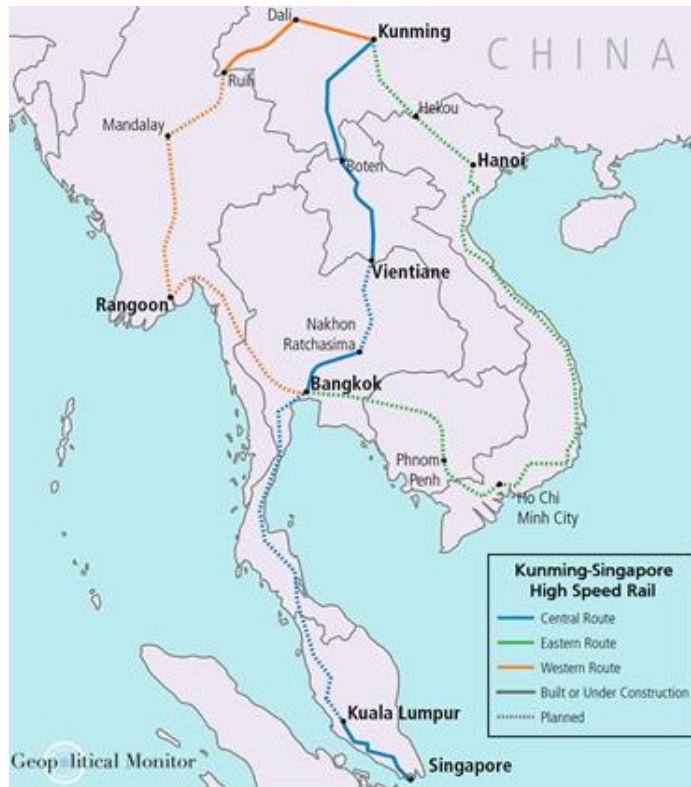 Dali
Kunming
CHINA
Ruili
Hekou
Mandalay
Boten
Hanoi
Vientiane
Rangoon
Nakhon
Ratchasima
Bangkok
Phnom
Penh
Ho Chi
Minh City
Kunming-Singapore
High Speed Rail
Central Route
Eastern Route
Western Route
Built or Under Construction
Planned
Kuala Lumpur
Geopolitical Monitor
Singapore